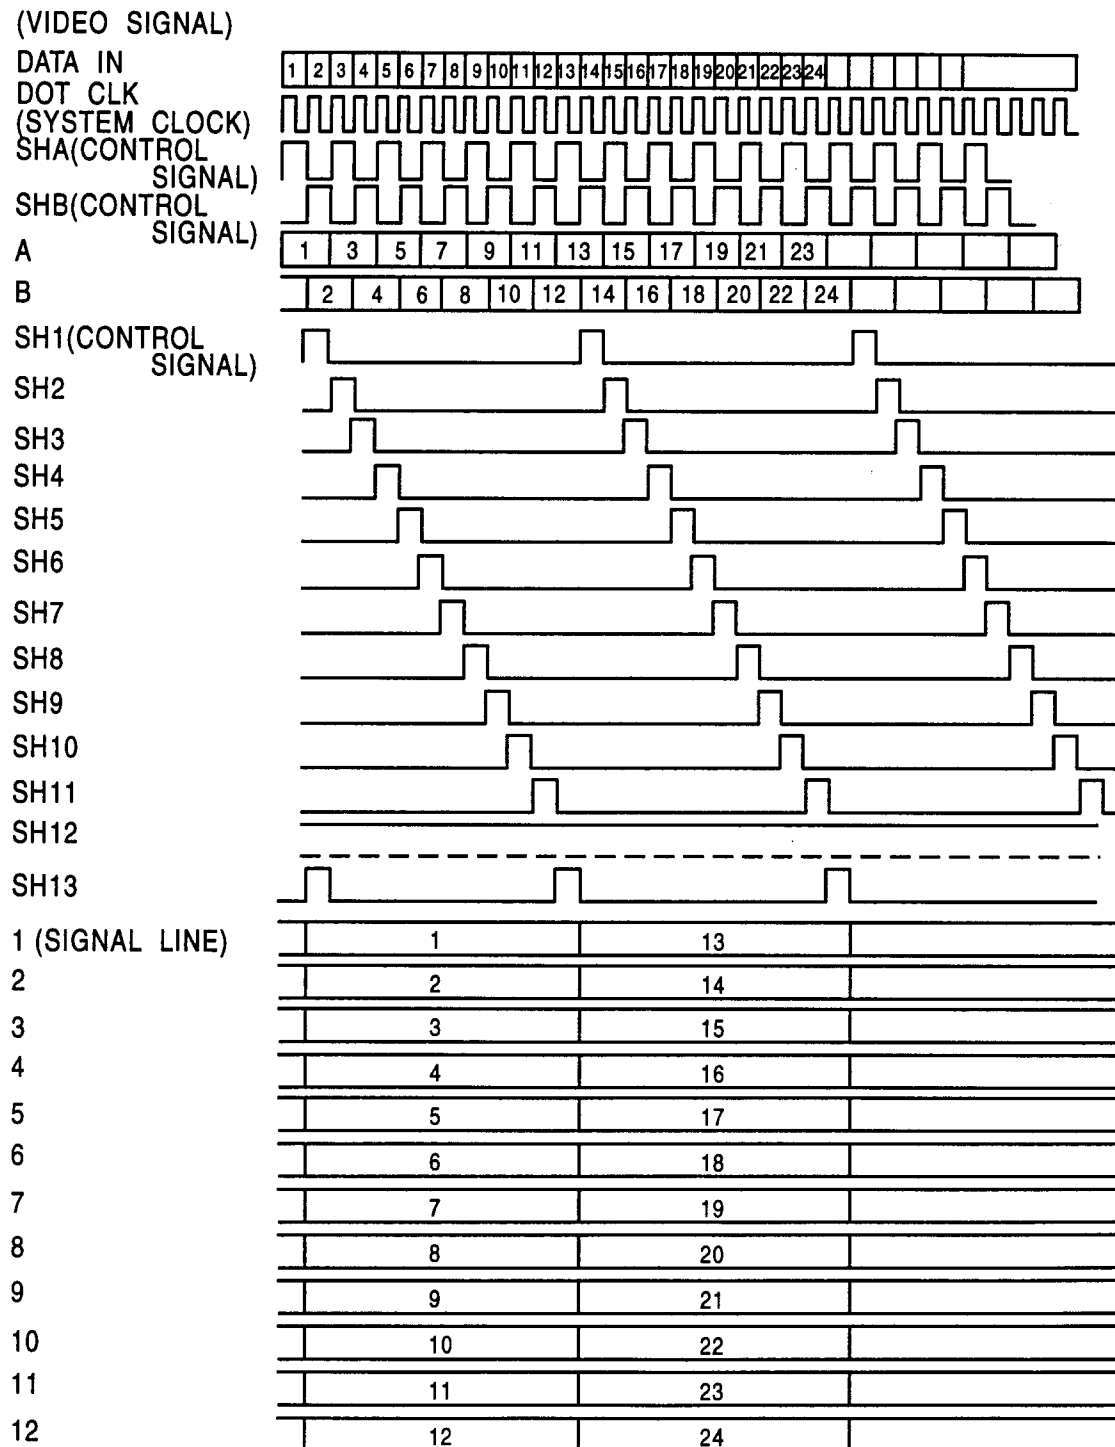 (VIDEO SIGNAL)
DATA IN
1 2 3 4 5 6 7 8 9 10 11 12 13 14 15 16 17 18 19 20 21 22 23 24
DOT CLK
(SYSTEM CLOCK)
SHA(CONTROL
SIGNAL)
SHB(CONTROL
SIGNAL)
A 1 3 5 7 9 11 13 15 17 19 21 23
B 2 4 6 8 10 12 14 16 18 20 22 24
SH1(CONTROL
SIGNAL)
SH2
SH3
SH4
SH5
SH6
SH7
SH8
SH9
SH10
SH11
SH12
SH13
1 (SIGNAL LINE) 1 13
2 2 14
3 3 15
4 4 16
5 5 17
6 6 18
7 7 19
8 8 20
9 9 21
10 10 22
11 11 23
12 12 24